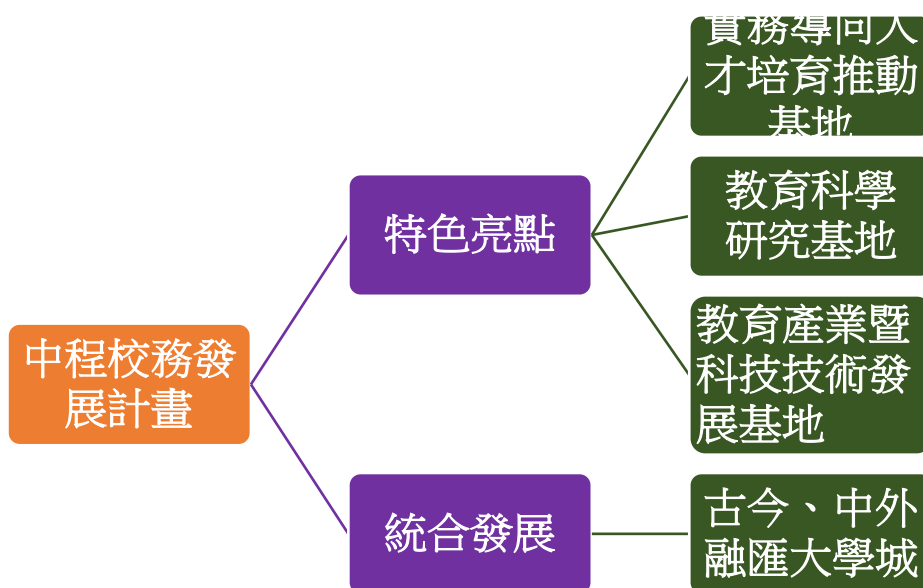 實務導向人
才培育推動
基地
特色亮點
教育科學
研究基地
教育產業暨
科技技術發
展基地
中程校務發
展計畫
統合發展
古今、中外
融匯大學城